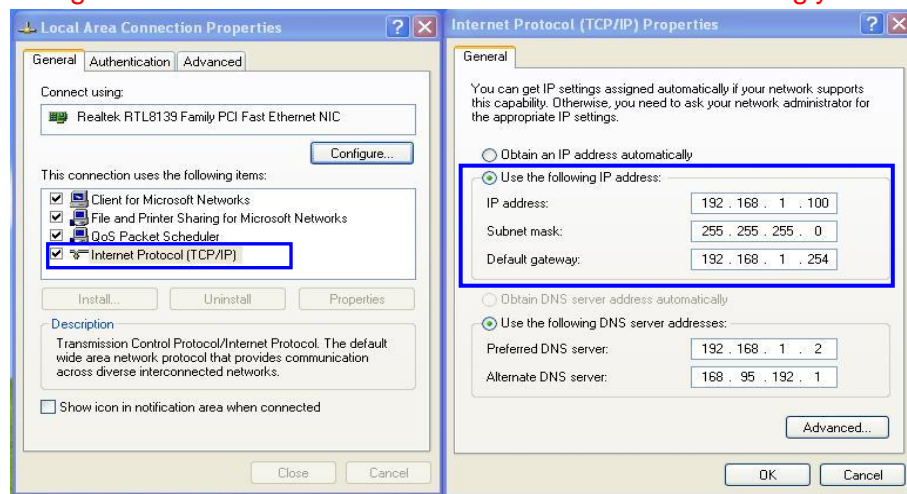 Local Area Connection Properties
General Authentication Advanced
Connect using:
Realtek RTL8139 Family PCI Fast Ethernet NIC
Configure...
This connection uses the following items:
Client for Microsoft Networks
File and Printer Sharing for Microsoft Networks
QoS Packet Scheduler
Internet Protocol (TCP/IP)
Install... Uninstall Properties
Description
Transmission Control Protocol/Internet Protocol. The default
wide area network protocol that provides communication
across diverse interconnected networks.
Show icon in notification area when connected
Close Cancel
Internet Protocol (TCP/IP) Properties
General
You can get IP settings assigned automatically if your network supports
this capability. Otherwise, you need to ask your network administrator for
the appropriate IP settings.
Obtain an IP address automatically
Use the following IP address:
IP address: 192 . 168 . 1 . 100
Subnet mask: 255 . 255 . 255 . 0
Default gateway: 192 . 168 . 1 . 254
Obtain DNS server address automatically
Use the following DNS server addresses:
Preferred DNS server: 192 . 168 . 1 . 2
Alternate DNS server: 168 . 95 . 192 . 1
Advanced...
OK Cancel